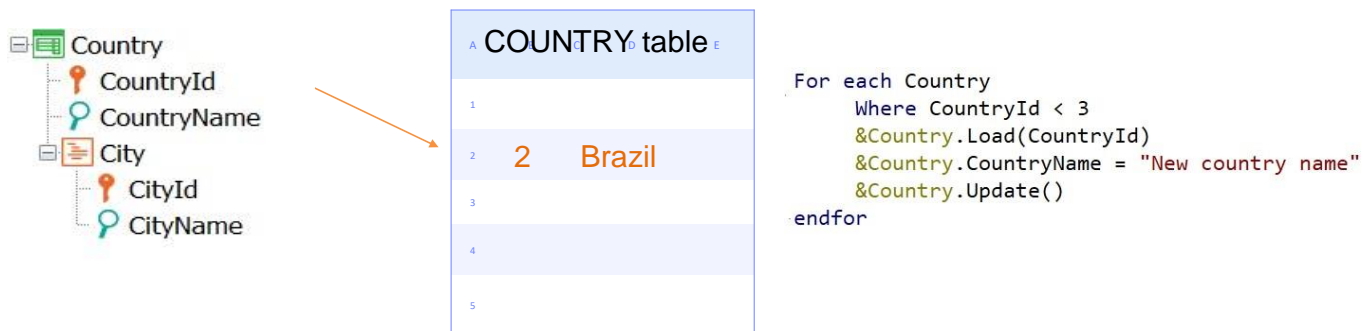 Country
CountryId
CountryName
City
CityId
CityName
A B C D E
COUNTRY table
1
2 2 Brazil
3
4
5
For each Country
Where CountryId < 3
&Country.Load(CountryId)
&Country.CountryName = "New country name"
&Country.Update()
endfor